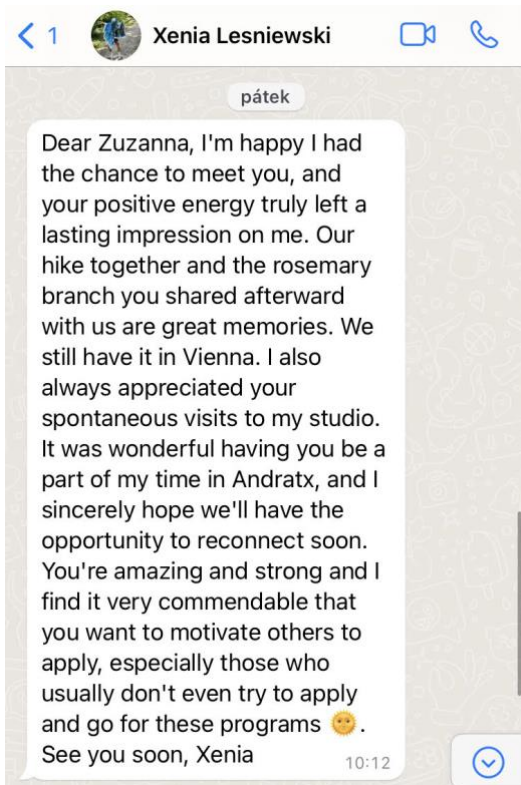 1 Xenia Lesniewski
pátek
Dear Zuzanna, I'm happy I had
the chance to meet you, and
your positive energy truly left a
lasting impression on me. Our
hike together and the rosemary
branch you shared afterward
with us are great memories. We
still have it in Vienna. I also
always appreciated your
spontaneous visits to my studio.
It was wonderful having you be a
part of my time in Andratx, and I
sincerely hope we'll have the
opportunity to reconnect soon.
You're amazing and strong and I
find it very commendable that
you want to motivate others to
apply, especially those who
usually don't even try to apply
and go for these programs 🌞.
See you soon, Xenia 10:12